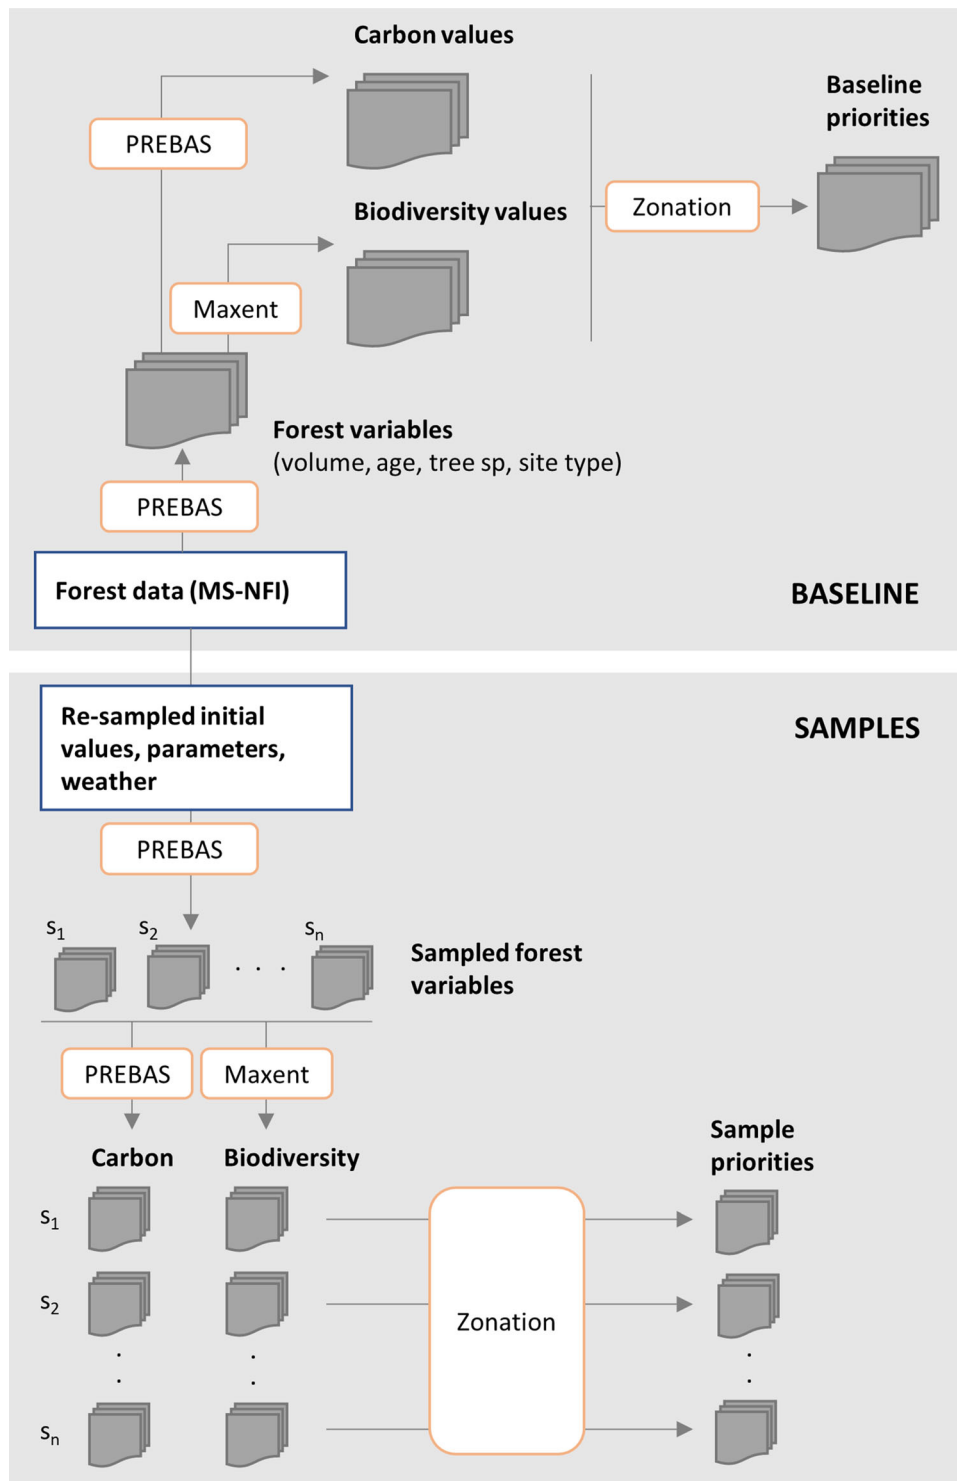 Carbon values
PREBAS
Baseline
priorities
Biodiversity values
Zonation
Maxent
Forest variables
(volume, age, tree sp, site type)
PREBAS
Forest data (MS-NFI)
BASELINE
Re-sampled initial
values, parameters,
weather
SAMPLES
PREBAS
s1 s2 . . . sn
Sampled forest
variables
PREBAS Maxent
Carbon Biodiversity
Sample
priorities
s1
s2
Zonation
sn